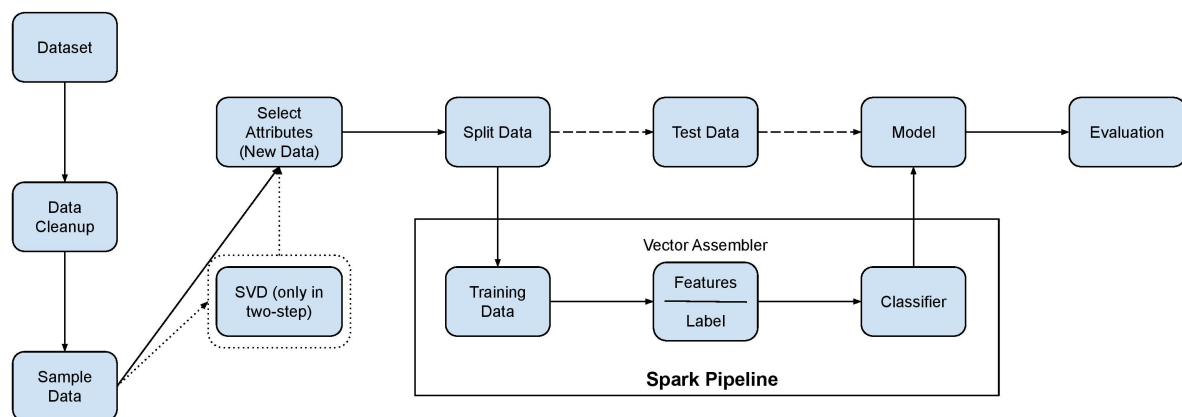 Dataset
Data
Cleanup
Sample
Data
Select
Attributes
(New Data)
SVD (only in
two-step)
Split Data
Test Data
Model
Evaluation
Vector Assembler
Training
Data
Features
Label
Classifier
Spark Pipeline